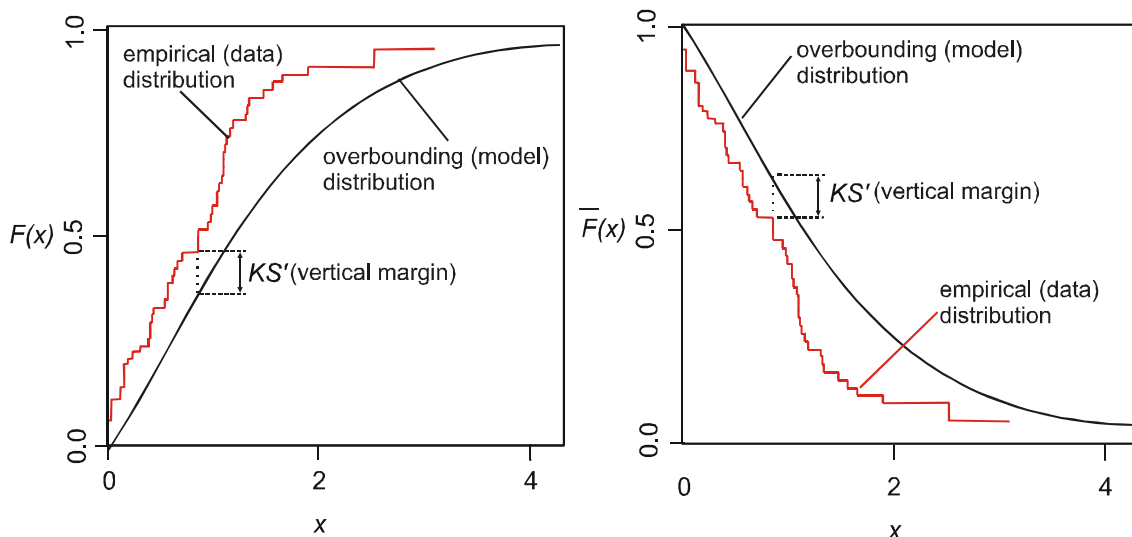 1.0
empirical (data)
distribution
overbounding (model)
distribution
F(x)
0.5
KS′ (vertical margin)
0.0
0
2
4
x
1.0
overbounding (model)
distribution
KS′ (vertical margin)
F̅(x)
0.5
empirical (data)
distribution
0.0
0
2
4
x